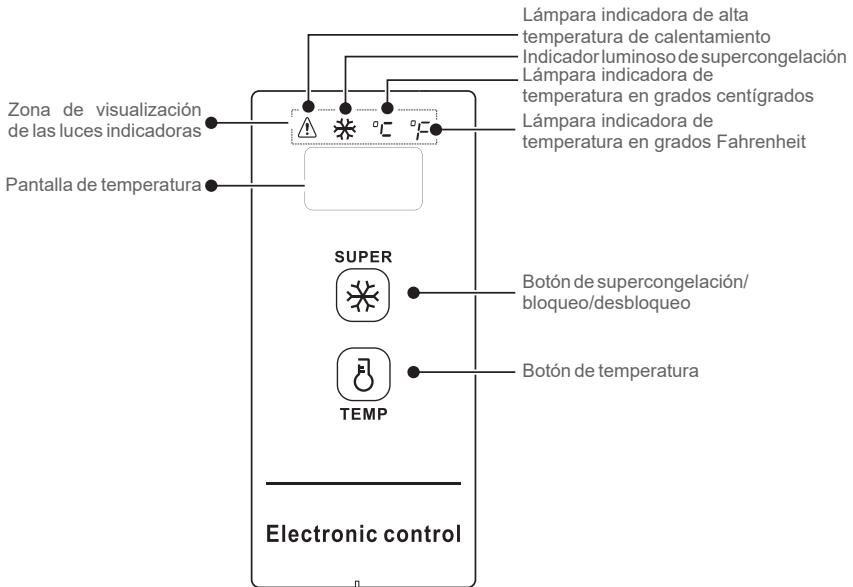 Lámpara indicadora de alta
temperatura de calentamiento
Indicador luminoso de supercongelación
Lámpara indicadora de
temperatura en grados centígrados
Lámpara indicadora de
temperatura en grados Fahrenheit
Zona de visualización
de las luces indicadoras
°C °F
Pantalla de temperatura
SUPER
Botón de supercongelación/
bloqueo/desbloqueo
Botón de temperatura
TEMP
Electronic control